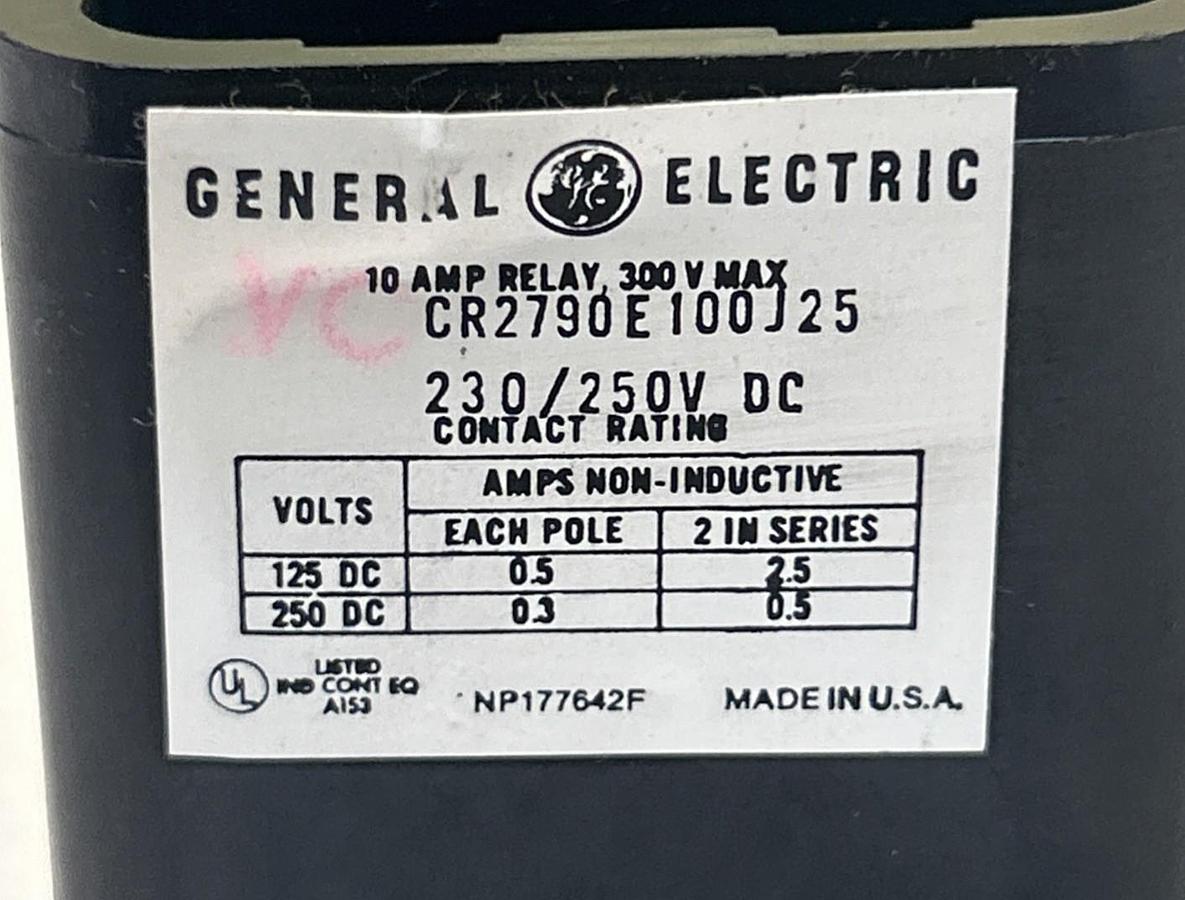 GENERAL GE ELECTRIC
10 AMP RELAY, 300 V MAX
VC
CR2790E100J25
230/250V DC
CONTACT RATING
VOLTS
AMPS NON-INDUCTIVE
EACH POLE 2 IN SERIES
125 DC 0.5 2.5
250 DC 0.3 0.5
UL LISTED
IND CONT EQ
A153
NP177642F MADE IN U.S.A.